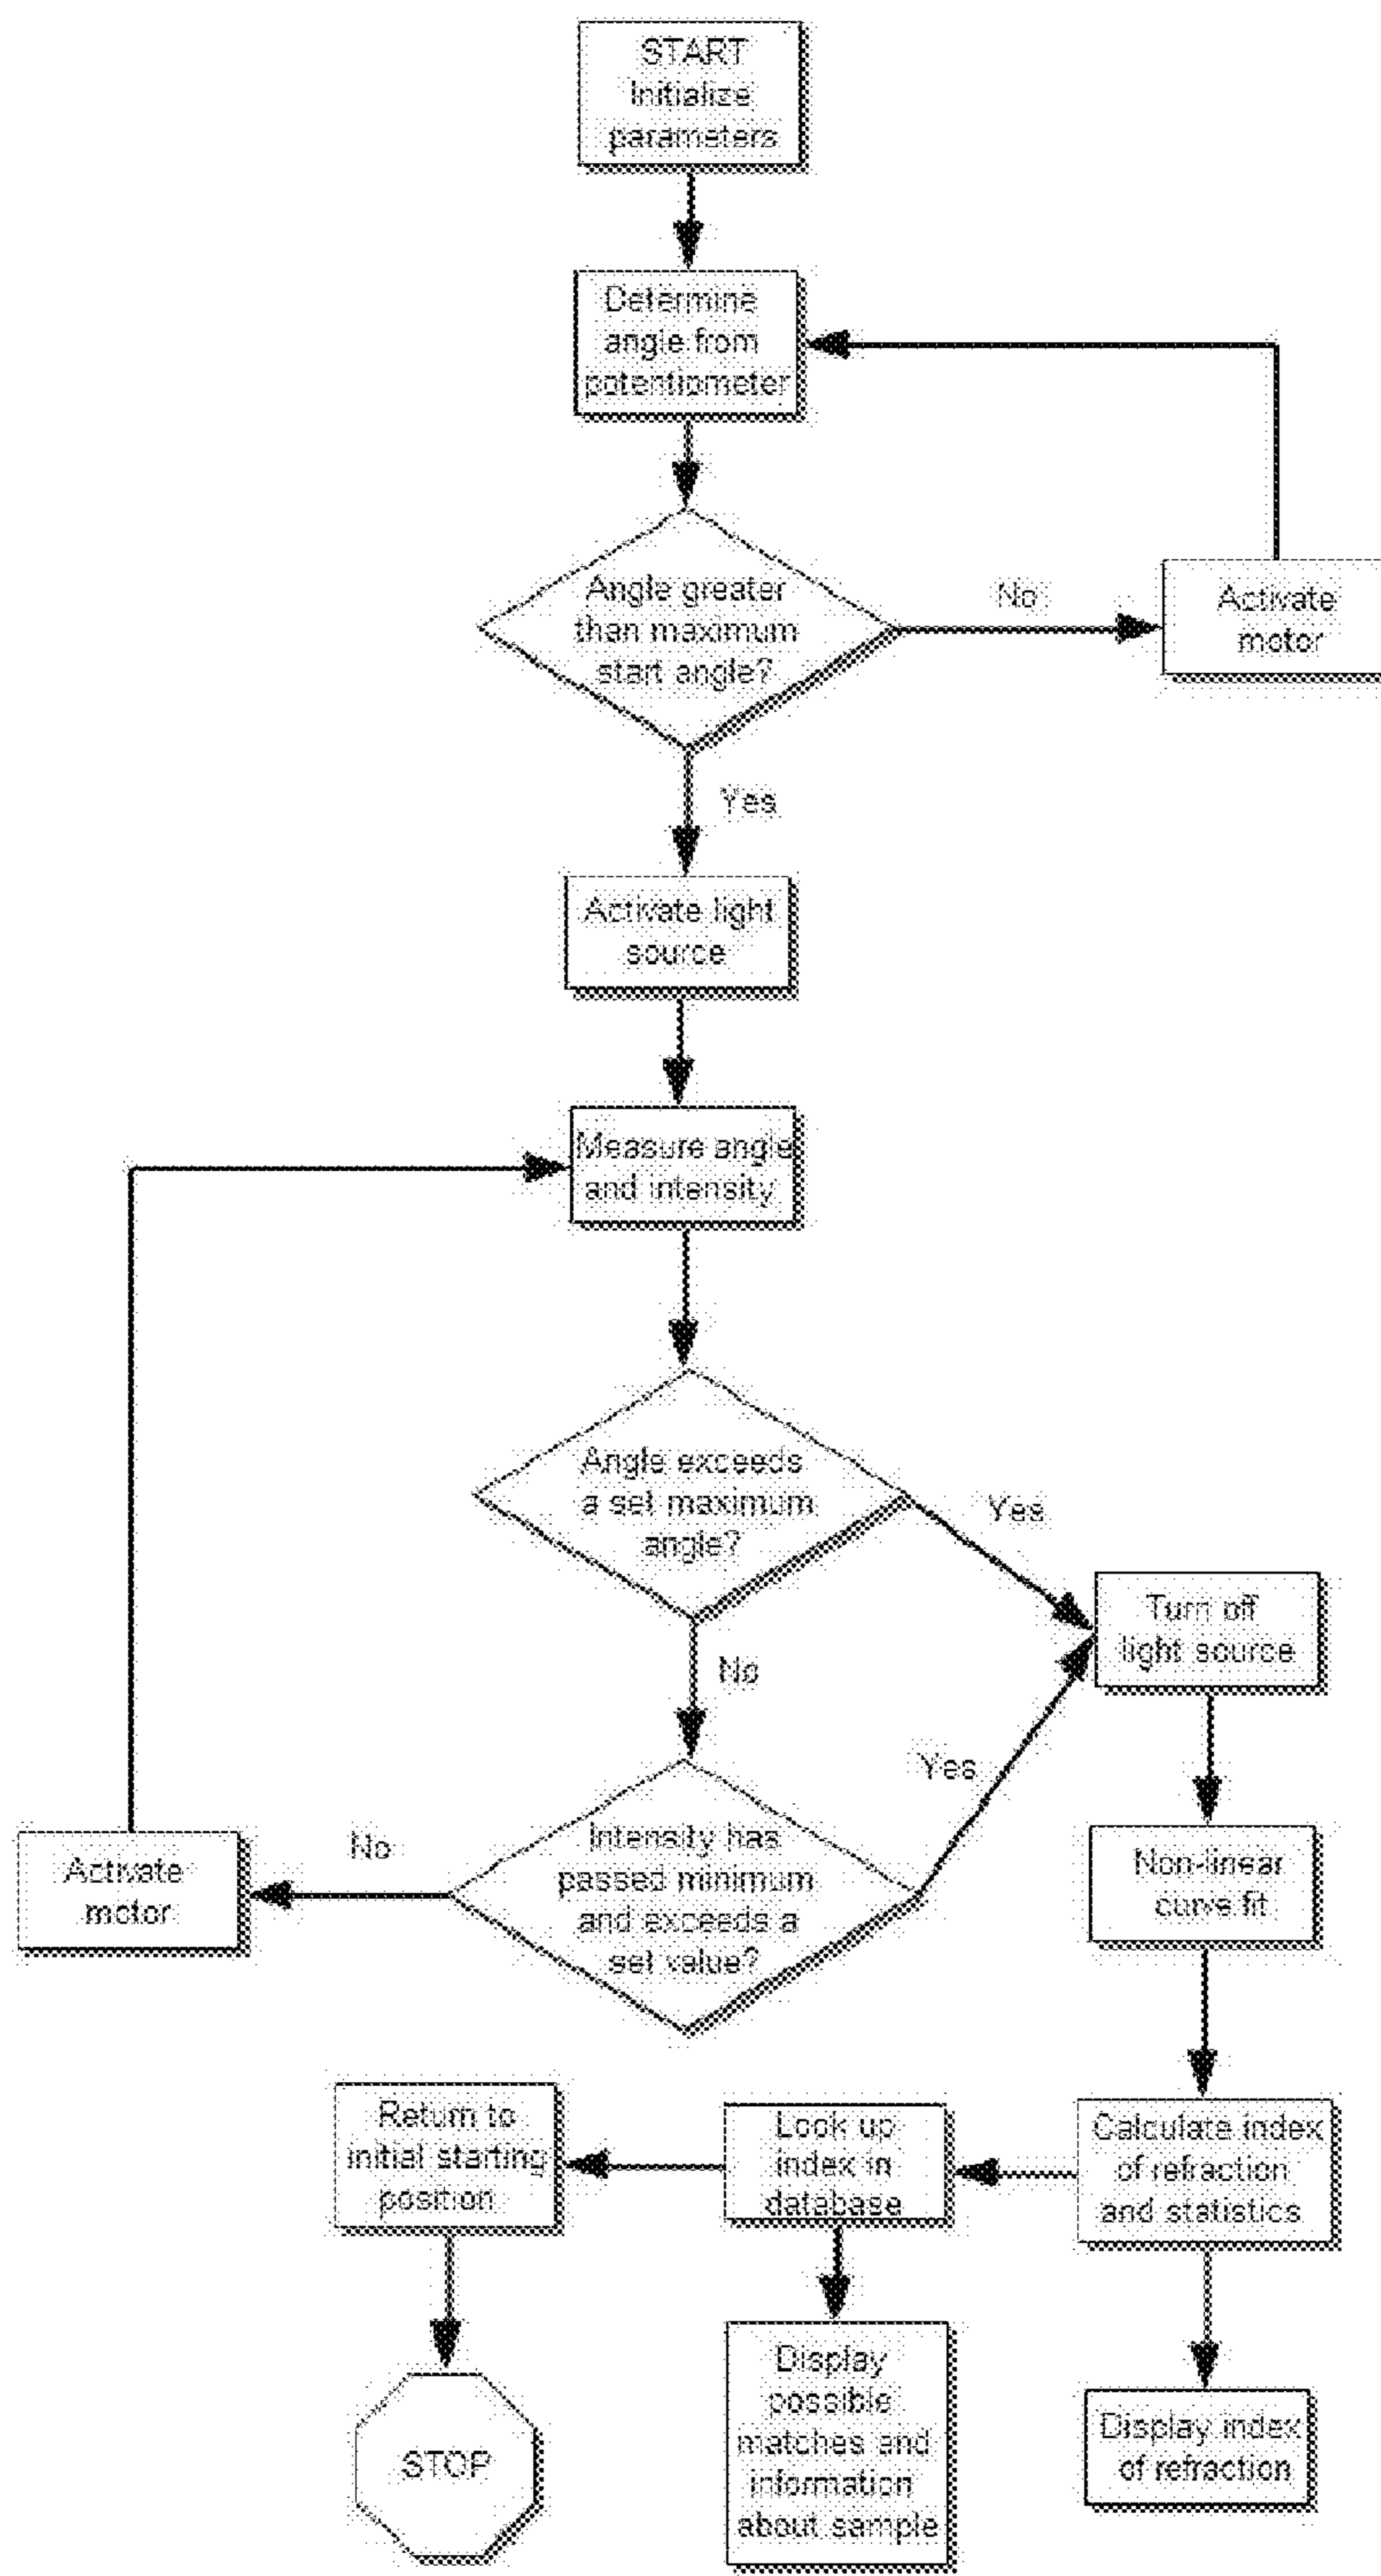 START
Initialize
parameters
Determine
angle from
potentiometer
Angle greater
than maximum
start angle?
No
Activate
motor
Yes
Activate light
source
Measure angle
and intensity
Angle exceeds
a set maximum
angle?
Yes
Turn off
light source
No
Yes
Intensity has
passed minimum
and exceeds a
set value?
No
Activate
motor
Non-linear
curve fit
Calculate index
of refraction
and statistics
Look up
index in
database
Return to
initial starting
position
STOP
Display
possible
matches and
information
about sample
Display index
of refraction